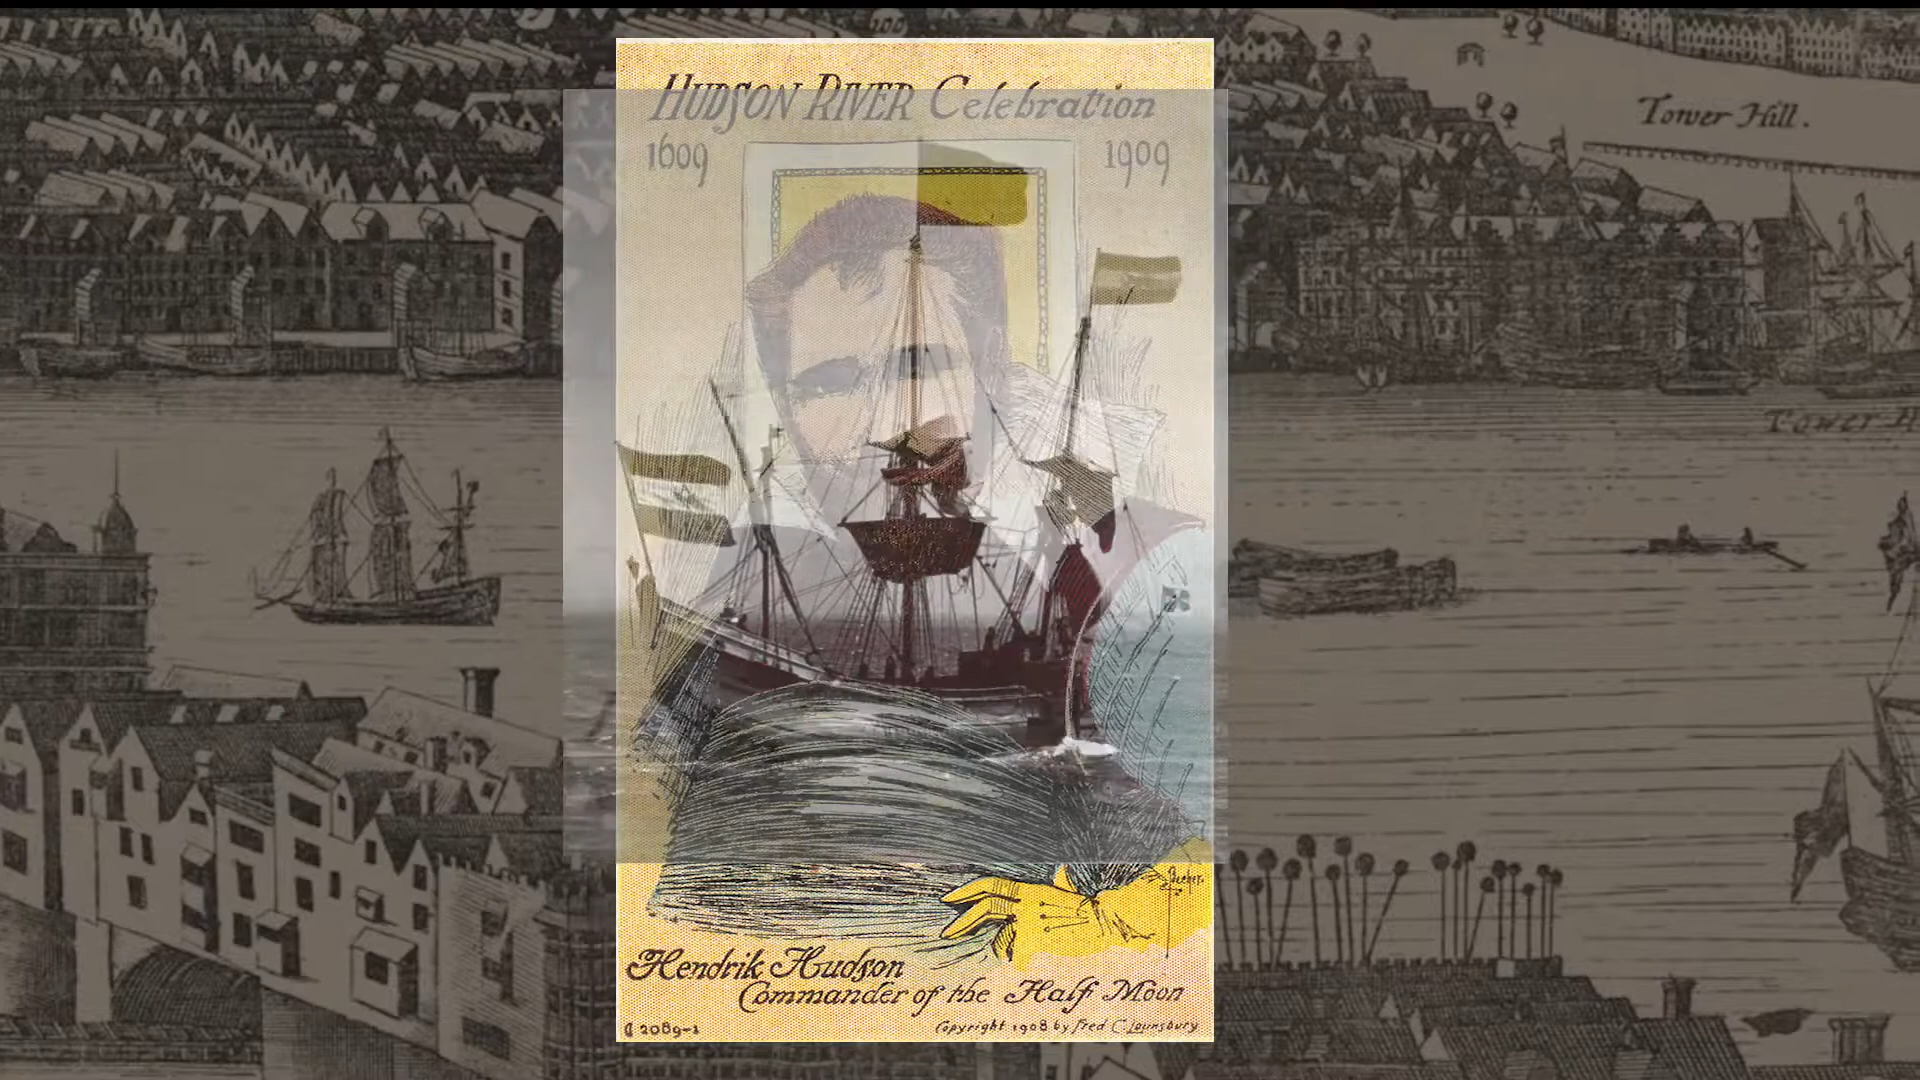 HUDSON RIVER Celebration
1609 1909
Tower Hill.
Tower
Hendrik Hudson
Commander of the Half Moon
2089-1
Copyright 1908 by Fred C. Lounsbury